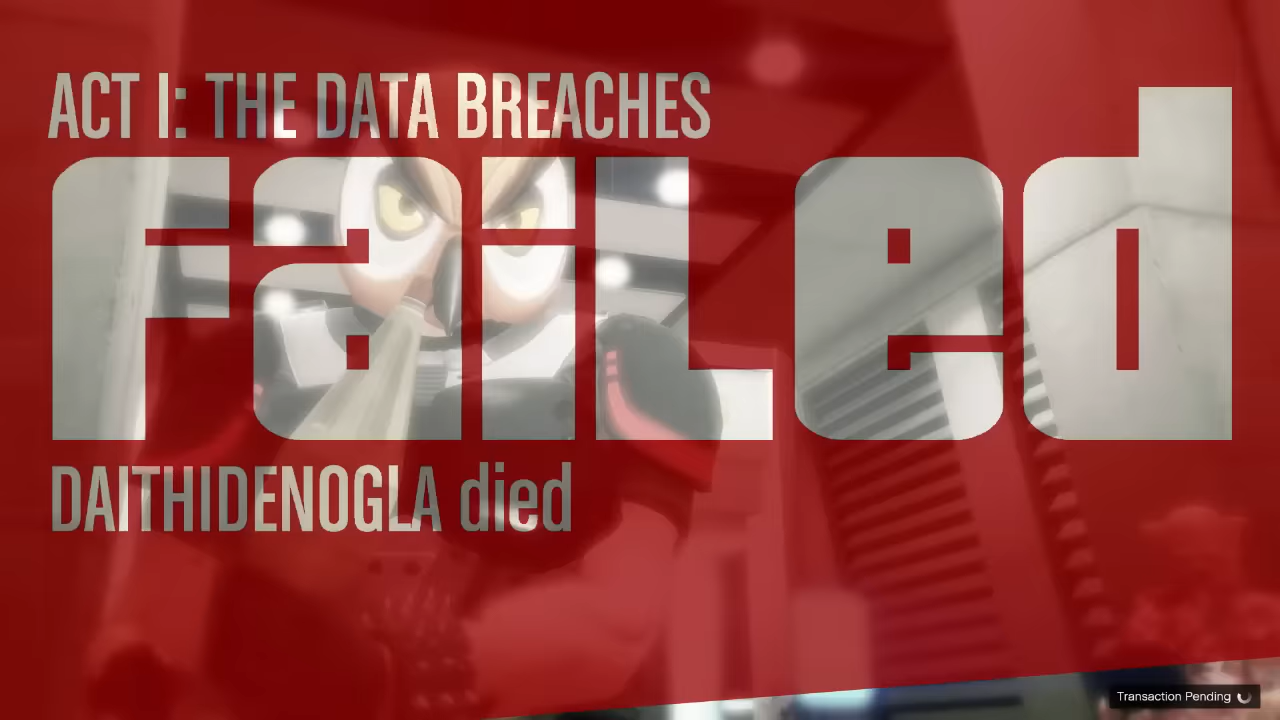 ACT I: THE DATA BREACHES
FaiLed
DAITHIDENOGLA died
Transaction Pending